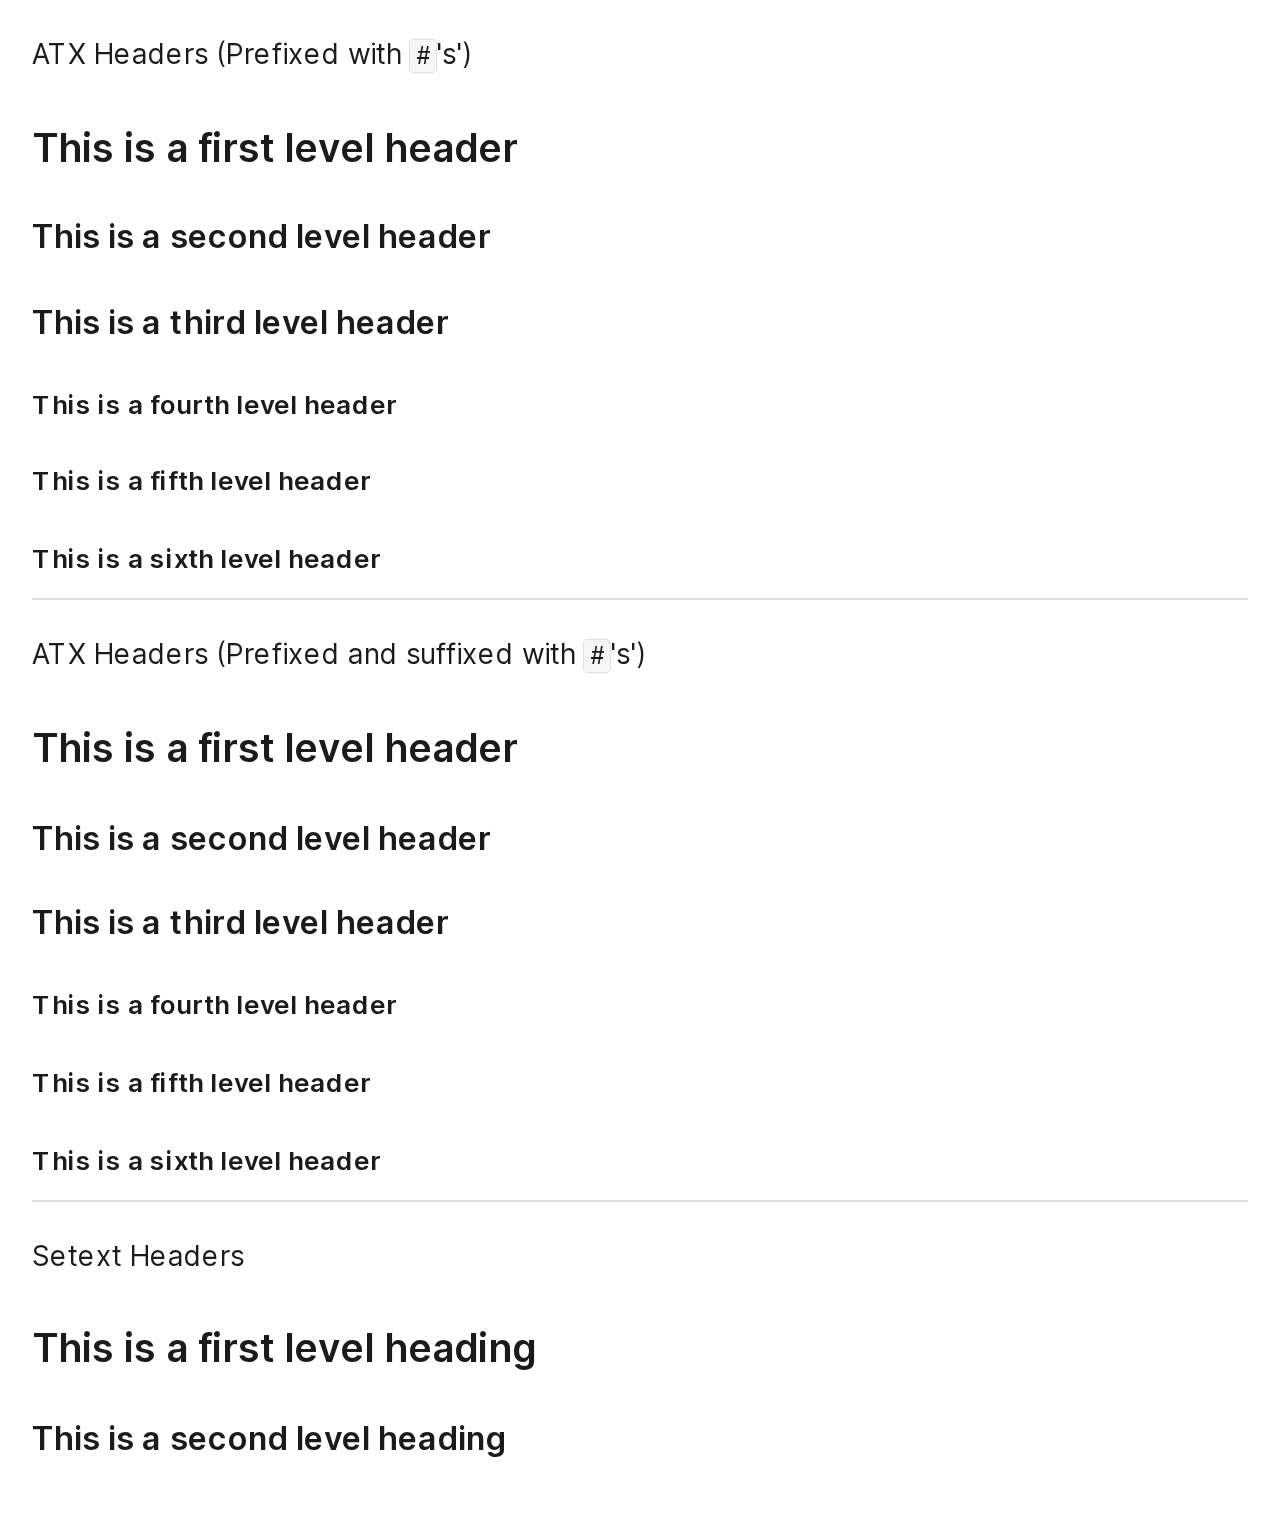 ATX Headers (Prefixed with #'s')
This is a first level header
This is a second level header
This is a third level header
This is a fourth level header
This is a fifth level header
This is a sixth level header
ATX Headers (Prefixed and suffixed with #'s')
This is a first level header
This is a second level header
This is a third level header
This is a fourth level header
This is a fifth level header
This is a sixth level header
Setext Headers
This is a first level heading
This is a second level heading